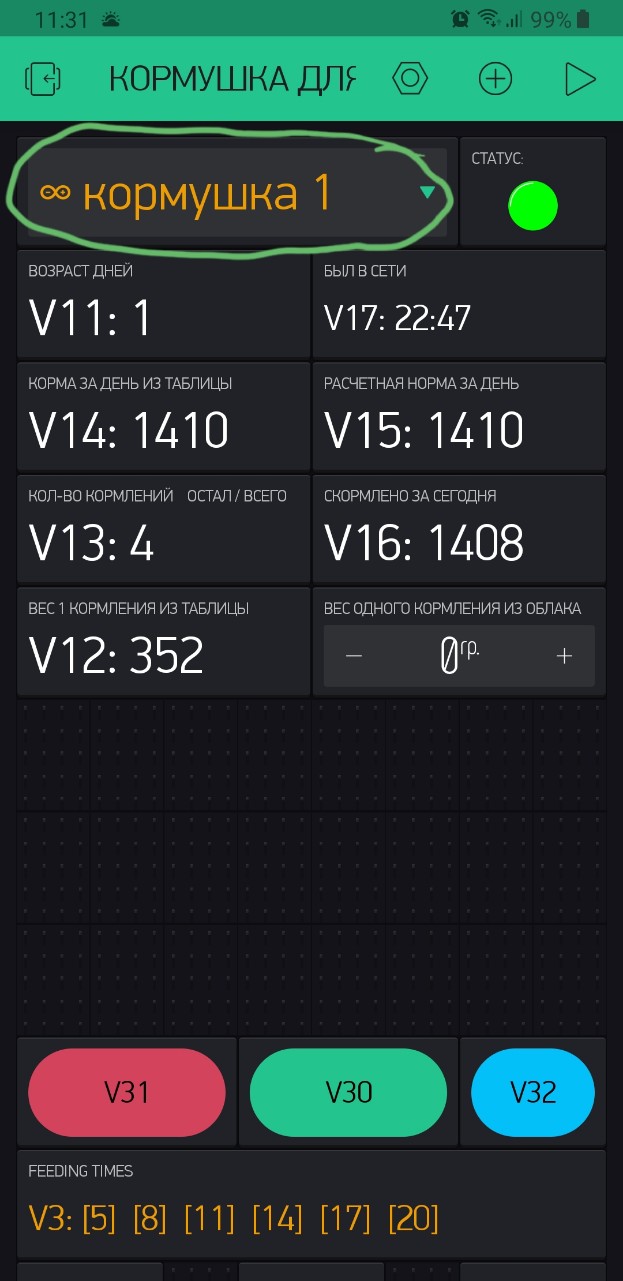 11:31 99%
КОРМУШКА ДЛЯ
кормушка 1
СТАТУС:
ВОЗРАСТ ДНЕЙ
V11: 1
БЫЛ В СЕТИ
V17: 22:47
КОРМА ЗА ДЕНЬ ИЗ ТАБЛИЦЫ
V14: 1410
РАСЧЕТНАЯ НОРМА ЗА ДЕНЬ
V15: 1410
КОЛ-ВО КОРМЛЕНИЙ ОСТАЛ / ВСЕГО
V13: 4
СКОРМЛЕНО ЗА СЕГОДНЯ
V16: 1408
ВЕС 1 КОРМЛЕНИЯ ИЗ ТАБЛИЦЫ
V12: 352
ВЕС ОДНОГО КОРМЛЕНИЯ ИЗ ОБЛАКА
− 0гр. +
V31 V30 V32
FEEDING TIMES
V3: [5] [8] [11] [14] [17] [20]